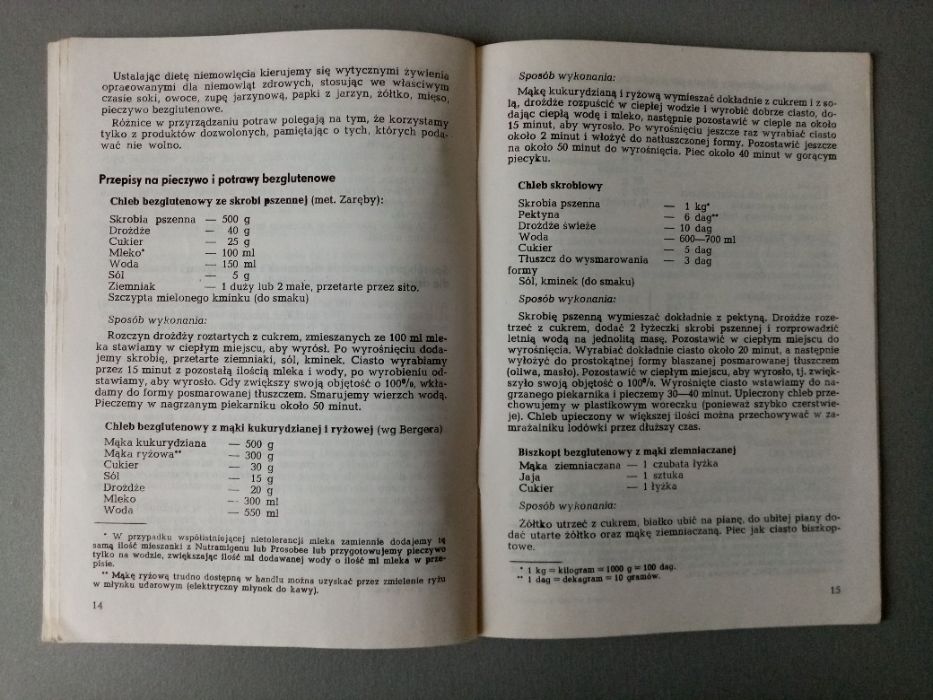 Ustalając dietę niemowlęcia kierujemy się wytycznymi żywienia
opracowanymi dla niemowląt zdrowych, stosując we właściwym
czasie soki, owoce, zupę jarzynową, papki z jarzyn, żółtko, mięso,
pieczywo bezglutenowe.
Różnice w przyrządzaniu potraw polegają na tym, że korzystamy
tylko z produktów dozwolonych, pamiętając o tych, których poda-
wać nie wolno.
Przepisy na pieczywo i potrawy bezglutenowe
Chleb bezglutenowy ze skrobi pszennej (met. Zaręby):
Skrobia pszenna — 500 g
Drożdże — 40 g
Cukier — 25 g
Mleko* — 100 ml
Woda — 150 ml
Sól — 5 g
Ziemniak — 1 duży lub 2 małe, przetarte przez sito.
Szczypta mielonego kminku (do smaku)
Sposób wykonania:
Rozczyn drożdży roztartych z cukrem, zmieszanych ze 100 ml mle-
ka stawiamy w ciepłym miejscu, aby wyrósł. Po wyrośnięciu doda-
jemy skrobię, przetarte ziemniaki, sól, kminek. Ciasto wyrabiamy
przez 15 minut z pozostałą ilością mleka i wody, po wyrobieniu od-
stawiamy, aby wyrosło. Gdy zwiększy swoją objętość o 100%, wkła-
damy do formy posmarowanej tłuszczem. Smarujemy wierzch wodą.
Pieczemy w nagrzanym piekarniku około 50 minut.
Chleb bezglutenowy z mąki kukurydzianej i ryżowej (wg Bergera)
Mąka kukurydziana — 500 g
Mąka ryżowa** — 300 g
Cukier — 30 g
Sól — 15 g
Drożdże — 20 g
Mleko — 300 ml
Woda — 550 ml
* W przypadku współistniejącej nietolerancji mleka zamiennie dodajemy tę
samą ilość mieszanki z Nutramigenu lub Prosobee lub przygotowujemy pieczywo
tylko na wodzie, zwiększając ilość ml dodawanej wody o ilość ml mleka w prze-
pisie.
** Mąkę ryżową trudno dostępną w handlu można uzyskać przez zmielenie ryżu
w młynku udarowym (elektryczny młynek do kawy).
14
Sposób wykonania:
Mąkę kukurydzianą i ryżową wymieszać dokładnie z cukrem i z so-
lą, drożdże rozpuścić w ciepłej wodzie i wyrobić dobrze ciasto, do-
dając ciepłą wodę i mleko, następnie pozostawić w cieple na około
15 minut, aby wyrosło. Po wyrośnięciu jeszcze raz wyrabiać ciasto
około 2 minut i włożyć do natłuszczonej formy. Pozostawić jeszcze
na około 50 minut do wyrośnięcia. Piec około 40 minut w gorącym
piecyku.
Chleb skrobiowy
Skrobia pszenna — 1 kg*
Pektyna — 6 dag**
Drożdże świeże — 10 dag
Woda — 600—700 ml
Cukier — 5 dag
Tłuszcz do wysmarowania — 3 dag
formy
Sól, kminek (do smaku)
Sposób wykonania:
Skrobię pszenną wymieszać dokładnie z pektyną. Drożdże roze-
trzeć z cukrem, dodać 2 łyżeczki skrobi pszennej i rozprowadzić
letnią wodą na jednolitą masę. Pozostawić w ciepłym miejscu do
wyrośnięcia. Wyrabiać dokładnie ciasto około 20 minut, a następnie
wyłożyć do prostokątnej formy blaszanej posmarowanej tłuszczem
(oliwa, masło). Pozostawić w ciepłym miejscu, aby wyrosło, tj. zwięk-
szyło swoją objętość o 100%. Wyrośnięte ciasto wstawiamy do na-
grzanego piekarnika i pieczemy 30—40 minut. Upieczony chleb prze-
chowujemy w plastikowym woreczku (ponieważ szybko czerstwie-
je). Chleb upieczony w większej ilości można przechowywać w za-
mrażalniku lodówki przez dłuższy czas.
Biszkopt bezglutenowy z mąki ziemniaczanej
Mąka ziemniaczana — 1 czubata łyżka
Jaja — 1 sztuka
Cukier — 1 łyżka
Sposób wykonania:
Żółtko utrzeć z cukrem, białko ubić na pianę, do ubitej piany do-
dać utarte żółtko oraz mąkę ziemniaczaną. Piec jak ciasto biszkop-
towe.
* 1 kg = kilogram = 1000 g = 100 dag.
** 1 dag = dekagram = 10 gramów.
15